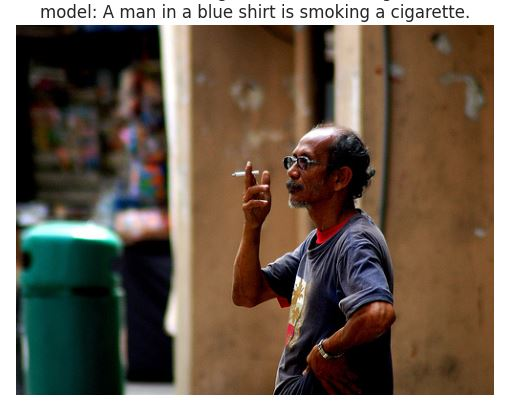 model: A man in a blue shirt is smoking a cigarette.